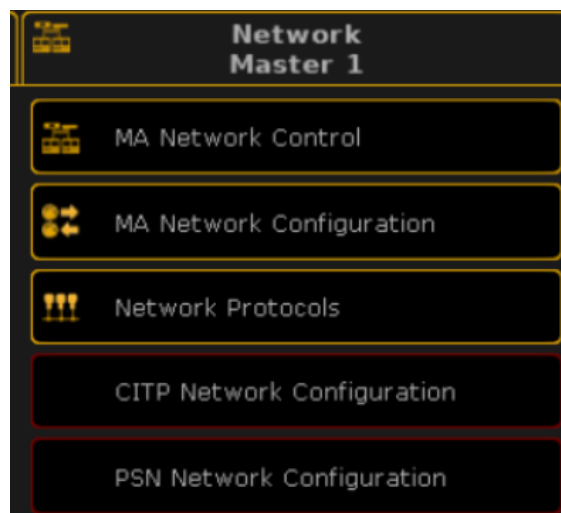 Network
Master 1
MA Network Control
MA Network Configuration
Network Protocols
CITP Network Configuration
PSN Network Configuration